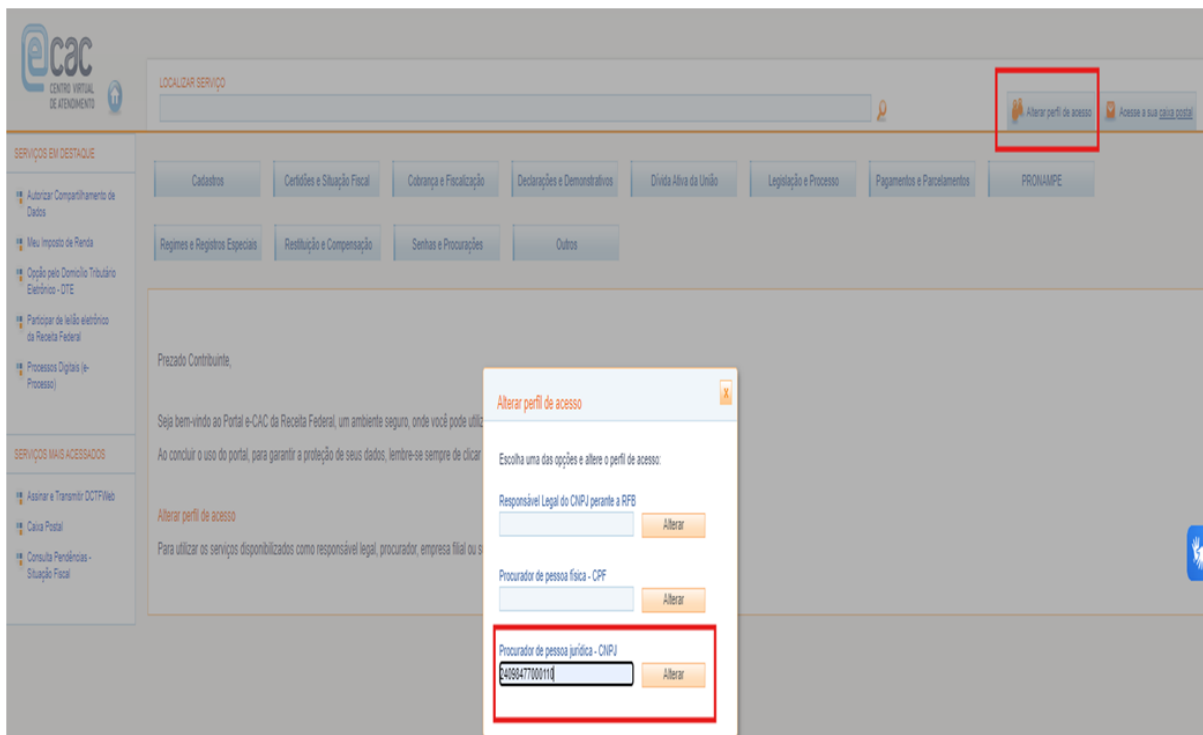 ecac
CENTRO VIRTUAL
DE ATENDIMENTO
LOCALIZAR SERVIÇO
Alterar perfil de acesso
Acesse a sua caixa postal
SERVIÇOS EM DESTAQUE
Autorizar Compartilhamento de
Dados
Meu Imposto de Renda
Opção pelo Domicílio Tributário
Eletrônico - DTE
Participar de leilão eletrônico
da Receita Federal
Processos Digitais (e-
Processo)
SERVIÇOS MAIS ACESSADOS
Assinar e Transmitir DCTFWeb
Caixa Postal
Consulta Pendências -
Situação Fiscal
Cadastros
Certidões e Situação Fiscal
Cobrança e Fiscalização
Declarações e Demonstrativos
Dívida Ativa da União
Legislação e Processo
Pagamentos e Parcelamentos
PRONAMPE
Regimes e Registros Especiais
Restituição e Compensação
Senhas e Procurações
Outros
Prezado Contribuinte,
Seja bem-vindo ao Portal e-CAC da Receita Federal, um ambiente seguro, onde você pode utiliz
Ao concluir o uso do portal, para garantir a proteção de seus dados, lembre-se sempre de clicar
Alterar perfil de acesso
Para utilizar os serviços disponibilizados como responsável legal, procurador, empresa filial ou s
Alterar perfil de acesso
X
Escolha uma das opções e altere o perfil de acesso:
Responsável Legal do CNPJ perante a RFB
Alterar
Procurador de pessoa física - CPF
Alterar
Procurador de pessoa jurídica - CNPJ
24098477000110
Alterar